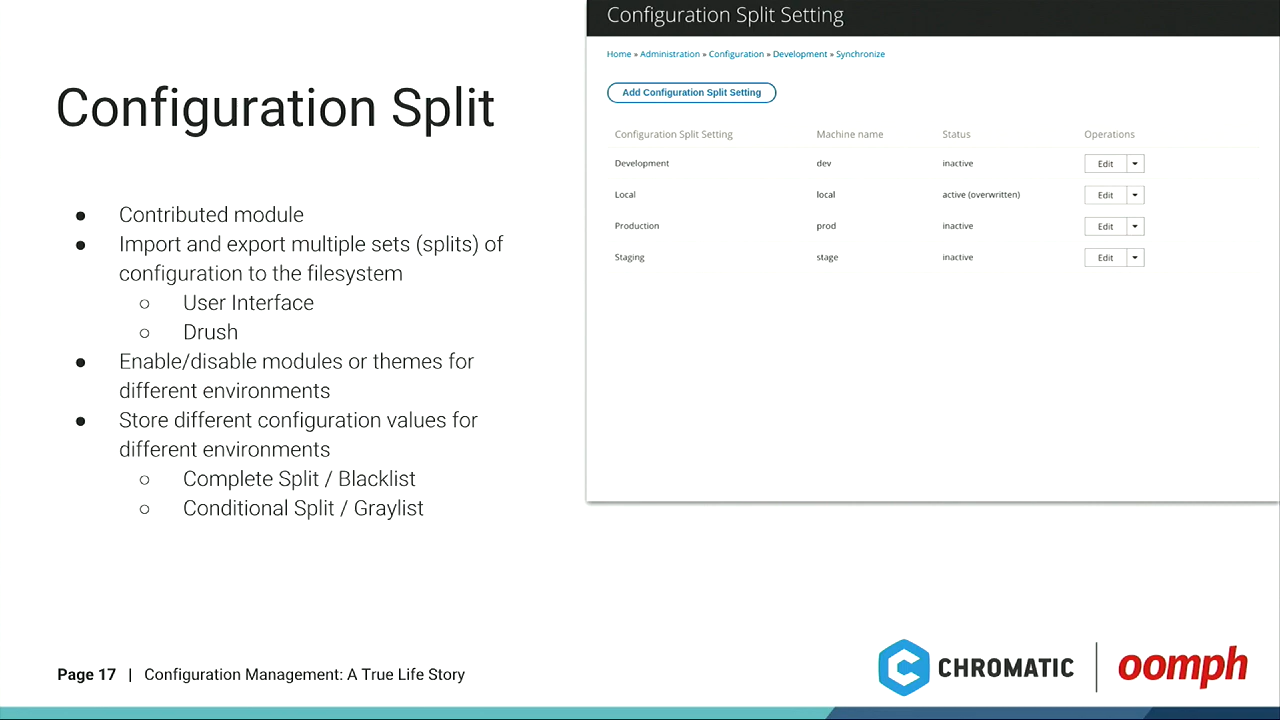 Configuration Split
● Contributed module
● Import and export multiple sets (splits) of
configuration to the filesystem
○ User Interface
○ Drush
● Enable/disable modules or themes for
different environments
● Store different configuration values for
different environments
○ Complete Split / Blacklist
○ Conditional Split / Graylist
Configuration Split Setting
Home » Administration » Configuration » Development » Synchronize
Add Configuration Split Setting
Configuration Split Setting Machine name Status Operations
Development dev inactive Edit
Local local active (overwritten) Edit
Production prod inactive Edit
Staging stage inactive Edit
Page 17 | Configuration Management: A True Life Story
CHROMATIC | oomph